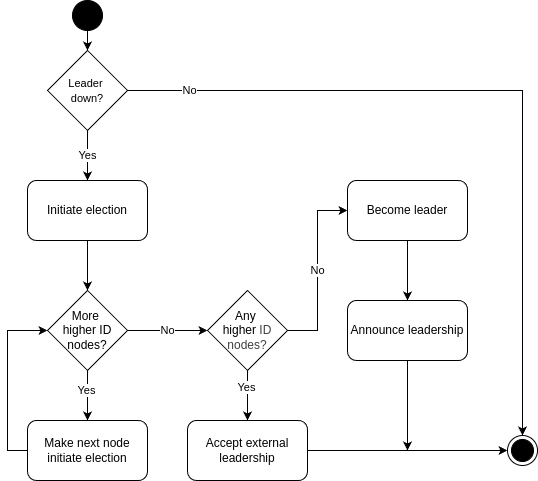 Leader
down?
No
Yes
Initiate election
Become leader
No
More
higher ID
nodes?
No
Any
higher ID
nodes?
Announce leadership
Yes
Yes
Make next node
initiate election
Accept external
leadership